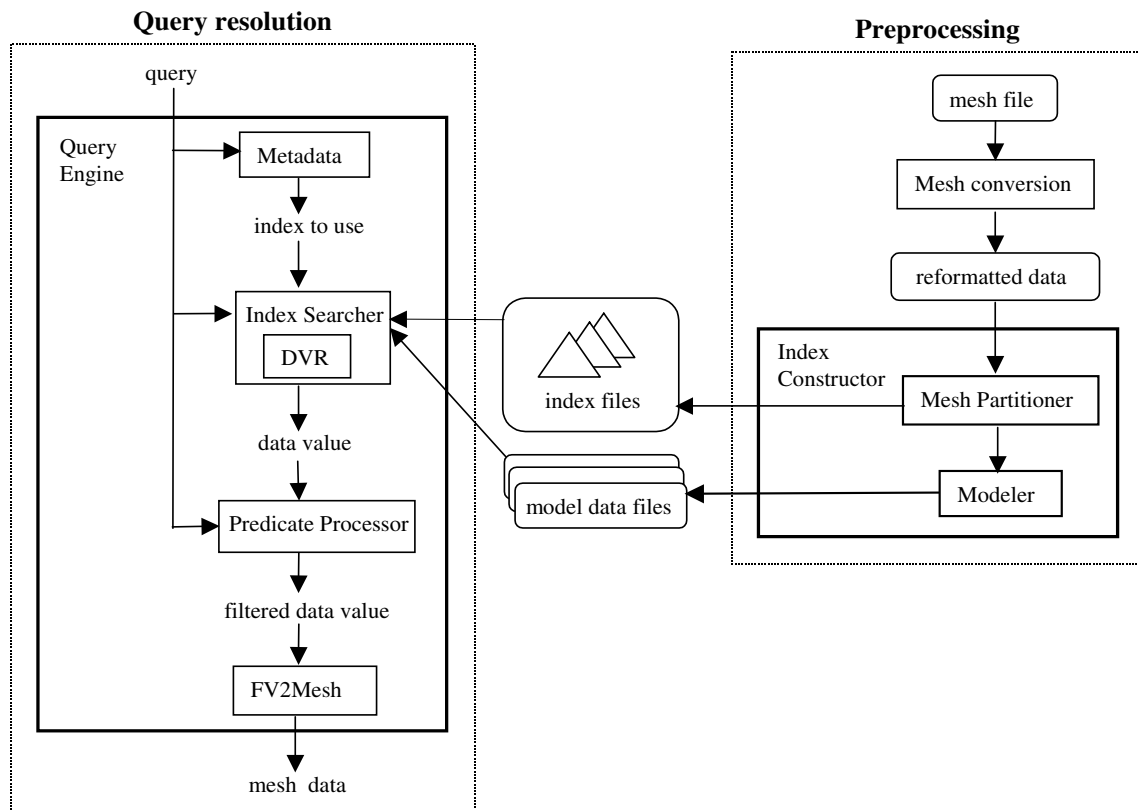 Query resolution
query
Query
Engine
Metadata
index to use
Index Searcher
DVR
data value
Predicate Processor
filtered data value
FV2Mesh
mesh data
index files
model data files
Preprocessing
mesh file
Mesh conversion
reformatted data
Index
Constructor
Mesh Partitioner
Modeler